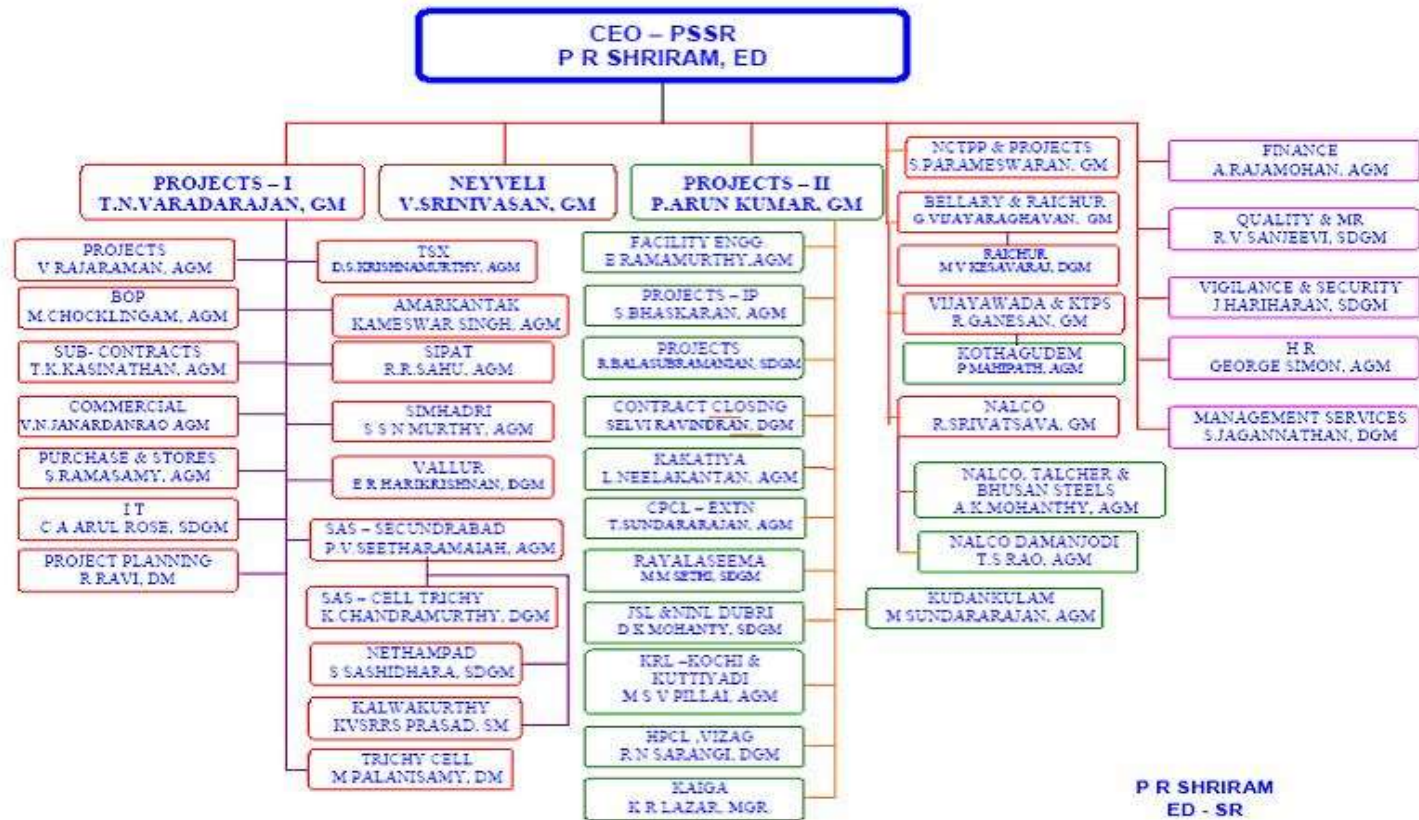 CEO – PSSR
P R SHRIRAM, ED
PROJECTS – I
T.N.VARADARAJAN, GM
NEYVELI
V.SRINIVASAN, GM
PROJECTS – II
P.ARUN KUMAR, GM
PROJECTS
V RAJARAMAN, AGM
BOP
M.CHOCKLINGAM, AGM
SUB- CONTRACTS
T.K.KASINATHAN, AGM
COMMERCIAL
V.N.JANARDANRAO AGM
PURCHASE & STORES
S.RAMASAMY, AGM
I T
C A ARUL ROSE, SDGM
PROJECT PLANNING
R RAVI, DM
TSX
D.S.KRISHNAMURTHY, AGM
AMARKANTAK
KAMESWAR SINGH, AGM
SIPAT
R.R.SAHU, AGM
SIMHADRI
S S N MURTHY, AGM
VALLUR
E R HARIKRISHNAN, DGM
SAS – SECUNDRABAD
P.V.SEETHARAMAIAH, AGM
SAS – CELL TRICHY
K.CHANDRAMURTHY, DGM
NETHAMPAD
S SASHIDHARA, SDGM
KALWAKURTHY
KVSRRS PRASAD, SM
TRICHY CELL
M PALANISAMY, DM
FACILITY ENGG
E RAMAMURTHY,AGM
PROJECTS – IP
S.BHASKARAN, AGM
PROJECTS
R.BALASUBRAMANIAN, SDGM
CONTRACT CLOSING
SELVI RAVINDRAN, DGM
KAKATIYA
L.NEELAKANTAN, AGM
CPCL – EXTN
T.SUNDARARAJAN, AGM
RAYALASEEMA
M M SETHI, SDGM
JSL &NINL DUBRI
D K MOHANTY, SDGM
KRL –KOCHI &
KUTTIYADI
M S V PILLAI, AGM
HPCL ,VIZAG
R N SARANGI, DGM
KAIGA
K R LAZAR, MGR
NCTPP & PROJECTS
S.PARAMESWARAN, GM
BELLARY & RAICHUR
G VIJAYARAGHAVAN, GM
RAICHUR
M V KESAVARAJ, DGM
VIJAYAWADA & KTPS
R.GANESAN, GM
KOTHAGUDEM
P MAHIPATH, AGM
NALCO
R.SRIVATSAVA, GM
NALCO, TALCHER &
BHUSAN STEELS
A.K.MOHANTHY, AGM
NALCO DAMANJODI
T.S RAO, AGM
KUDANKULAM
M SUNDARARAJAN, AGM
FINANCE
A.RAJAMOHAN, AGM
QUALITY & MR
R.V SANJEEVI, SDGM
VIGILANCE & SECURITY
J.HARIHARAN, SDGM
H R
GEORGE SIMON, AGM
MANAGEMENT SERVICES
S.JAGANNATHAN, DGM
P R SHRIRAM
ED - SR